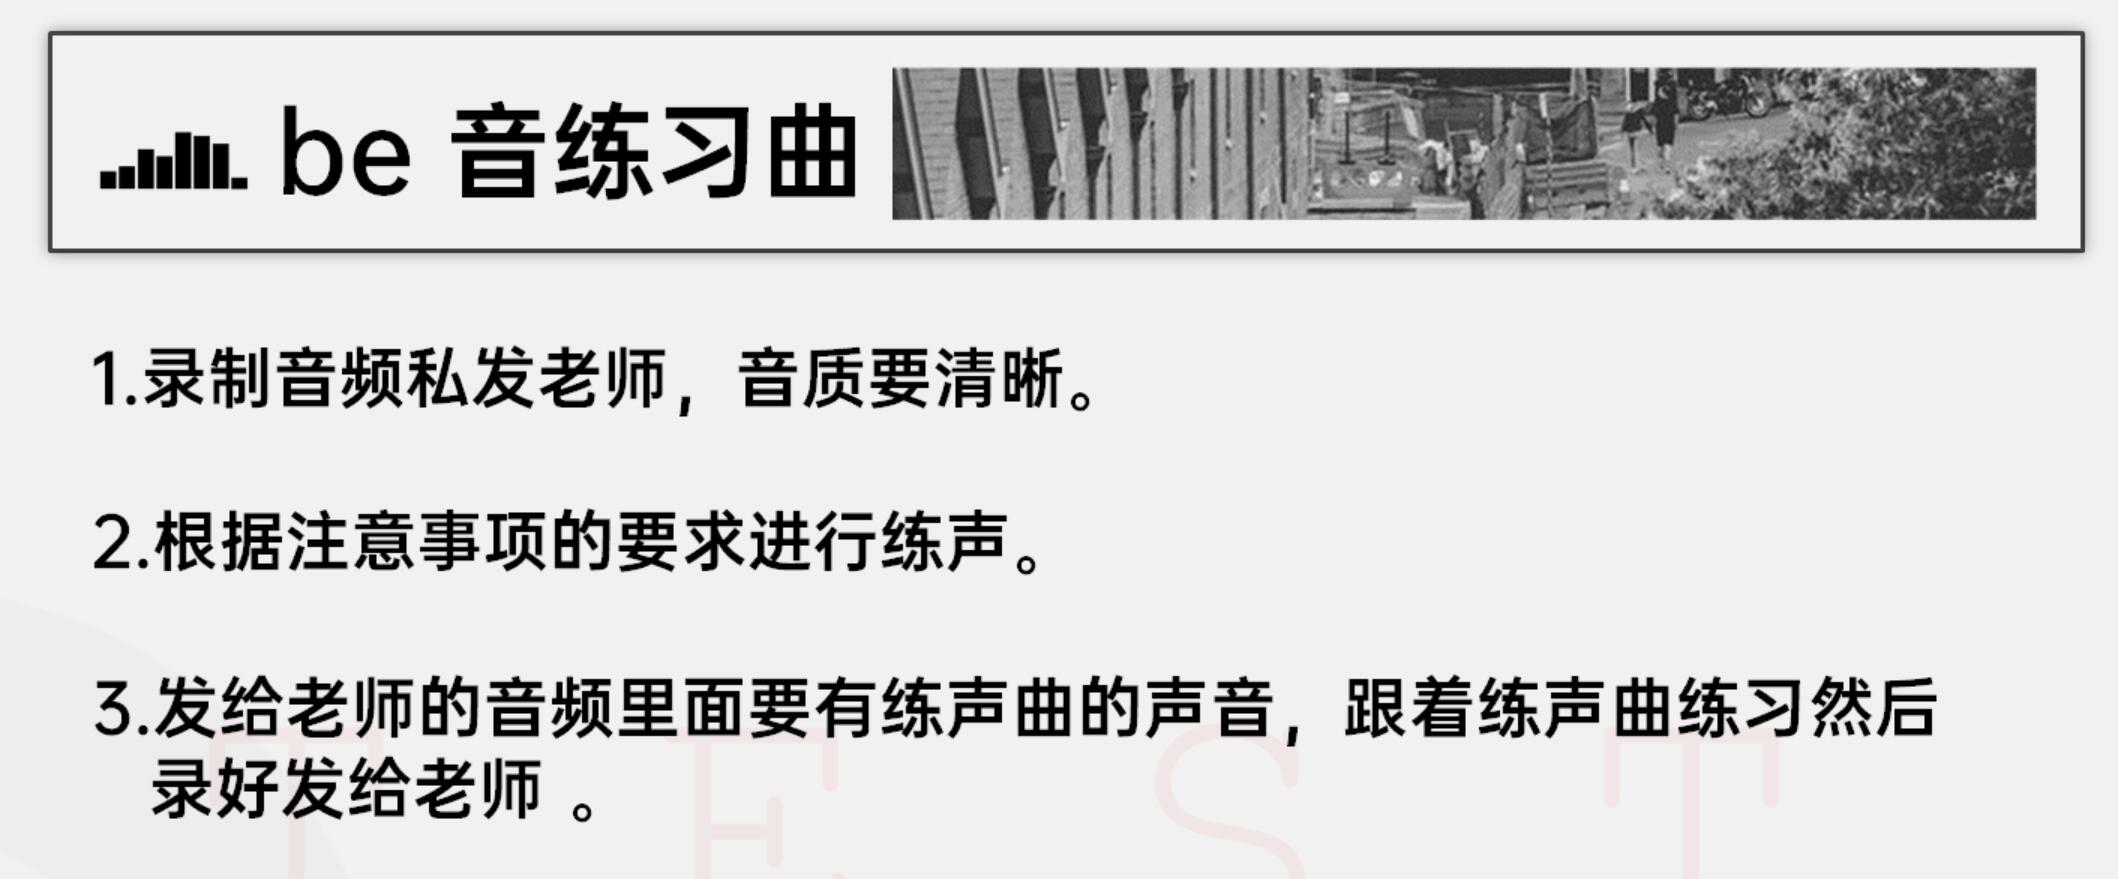 be 音练习曲
1.录制音频私发老师，音质要清晰。
2.根据注意事项的要求进行练声。
3.发给老师的音频里面要有练声曲的声音，跟着练声曲练习然后
录好发给老师 。
TEST